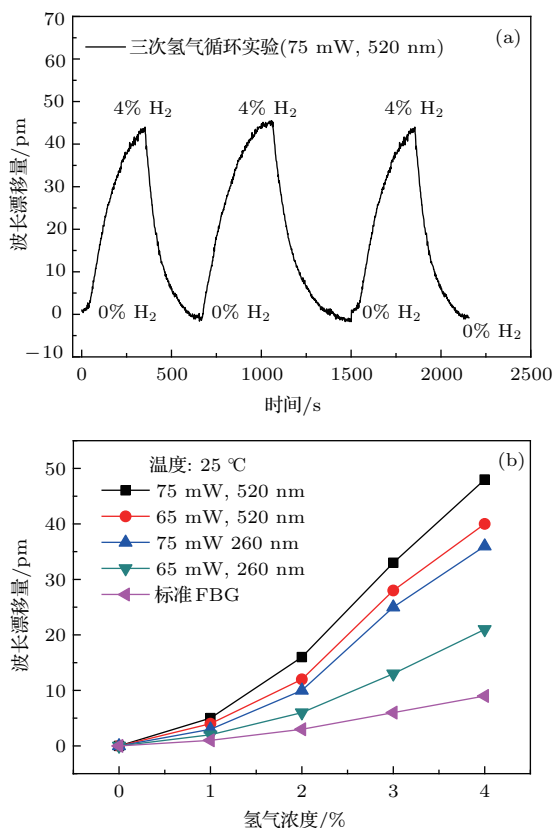 (a)
三次氢气循环实验(75 mW, 520 nm)
4% H₂ 4% H₂ 4% H₂
0% H₂ 0% H₂ 0% H₂ 0% H₂
60
50
40
30
20
10
0
−10
波长漂移量/pm
0 500 1000 1500 2000 2500
时间/s
(b)
温度: 25 ℃
75 mW, 520 nm
65 mW, 520 nm
75 mW 260 nm
65 mW, 260 nm
标准FBG
50
40
30
20
10
0
波长漂移量/pm
0 1 2 3 4
氢气浓度/%